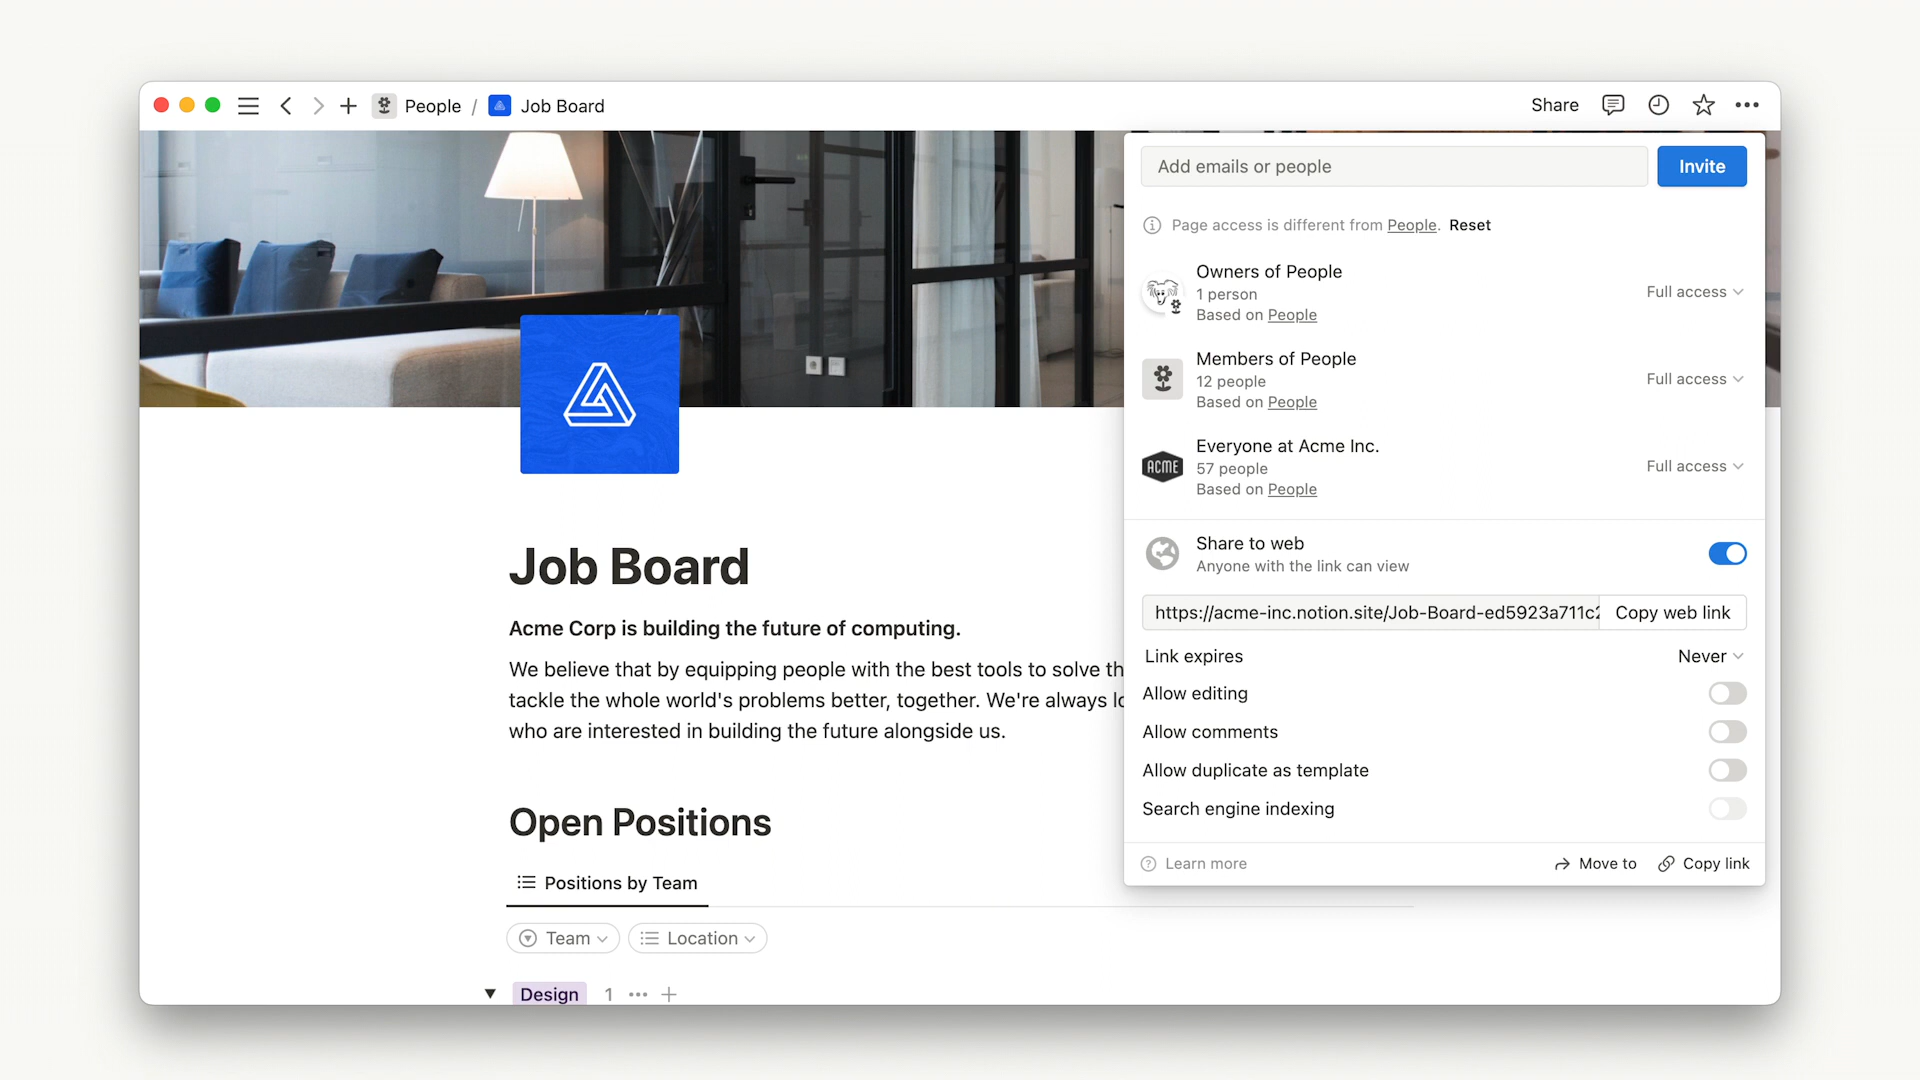 People / Job Board
Share
Add emails or people
Invite
Page access is different from People. Reset
Owners of People
1 person
Based on People
Full access
Members of People
12 people
Based on People
Full access
ACME
Everyone at Acme Inc.
57 people
Based on People
Full access
Share to web
Anyone with the link can view
https://acme-inc.notion.site/Job-Board-ed5923a711c2
Copy web link
Link expires
Never
Allow editing
Allow comments
Allow duplicate as template
Search engine indexing
Learn more
Move to
Copy link
Job Board
Acme Corp is building the future of computing.
We believe that by equipping people with the best tools to solve
tackle the whole world's problems better, together. We're always
who are interested in building the future alongside us.
Open Positions
Positions by Team
Team
Location
Design 1